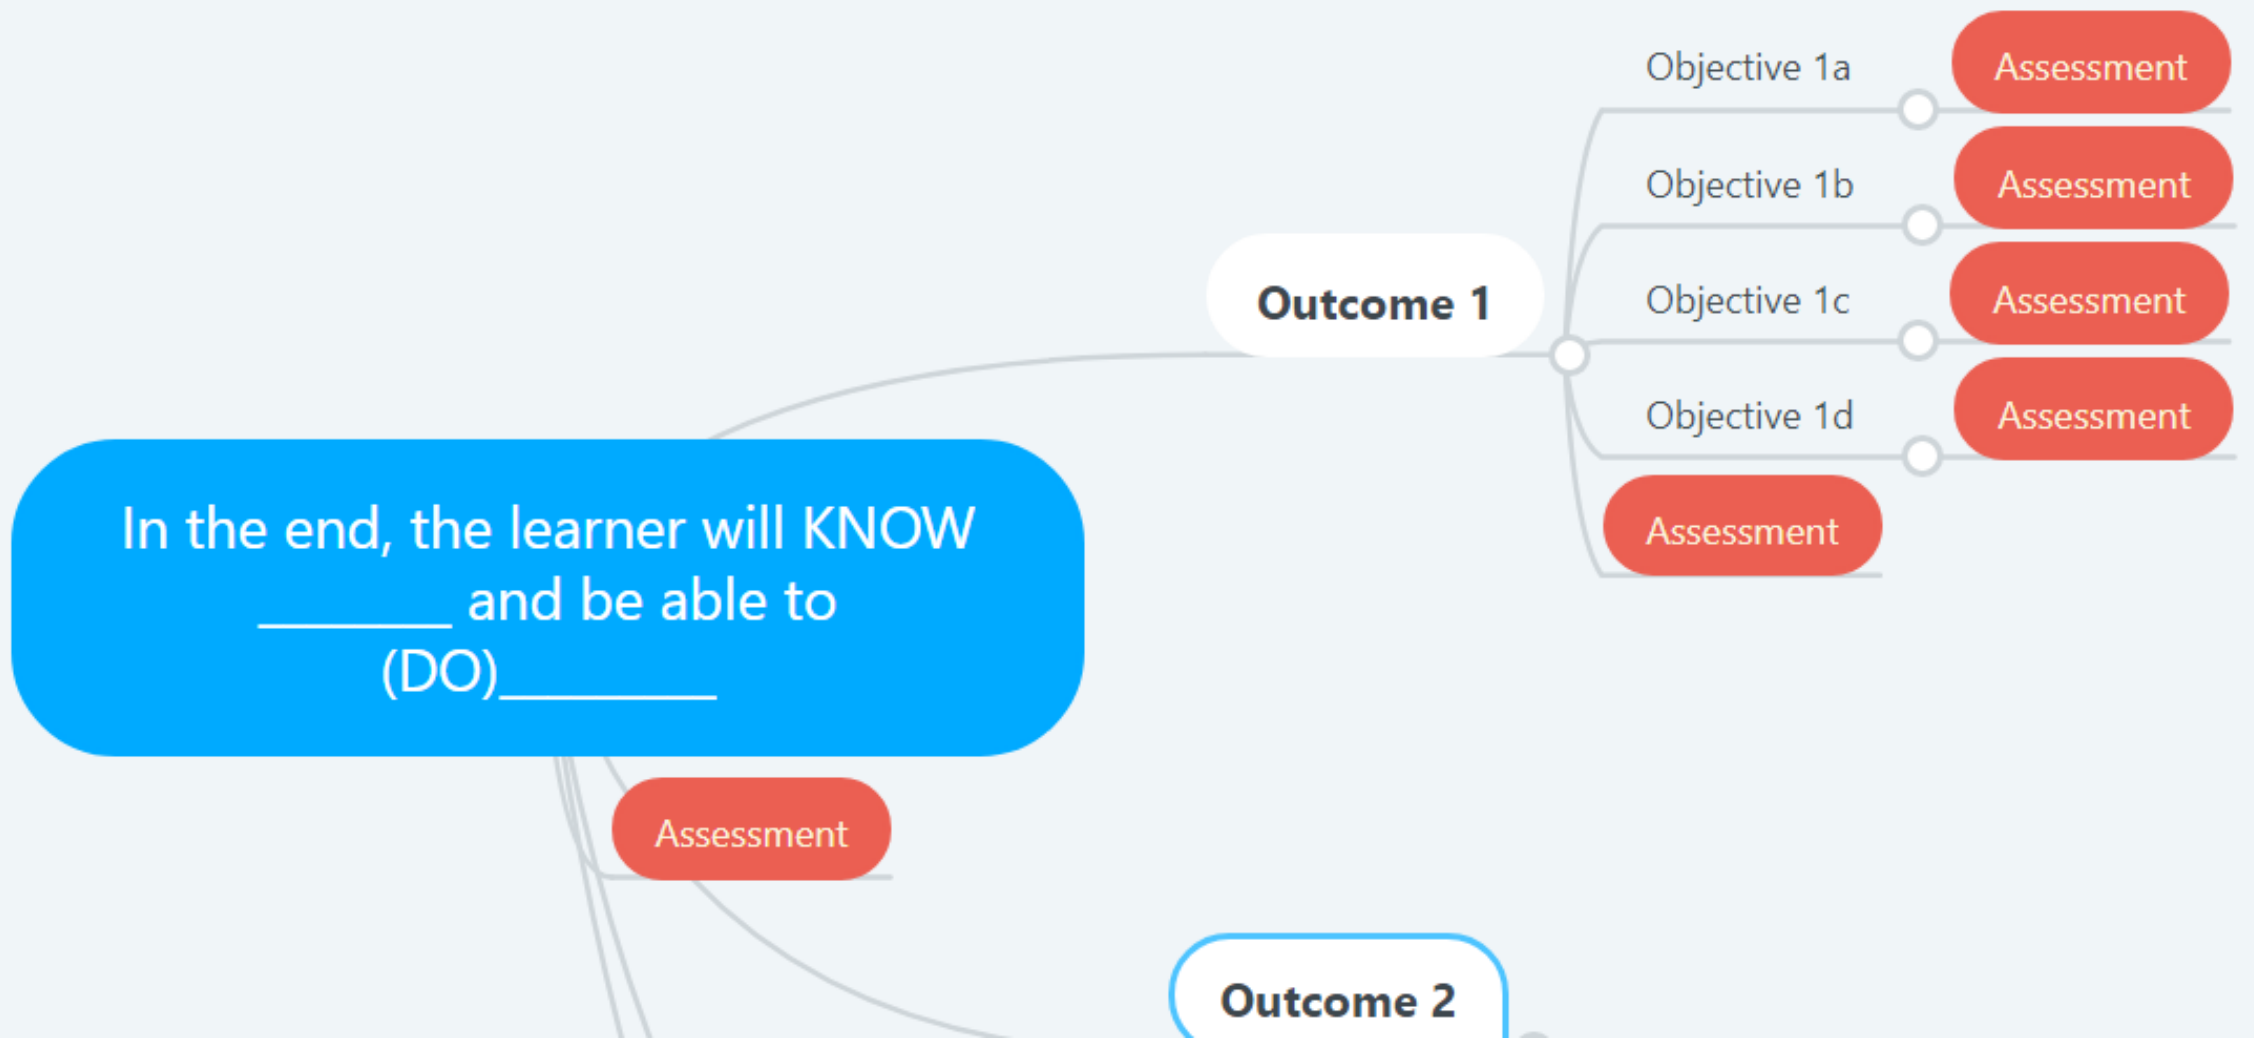 Objective 1a
Assessment
Objective 1b
Assessment
Objective 1c
Assessment
Objective 1d
Assessment
Assessment
Outcome 1
In the end, the learner will KNOW
________ and be able to
(DO)_________
Assessment
Outcome 2